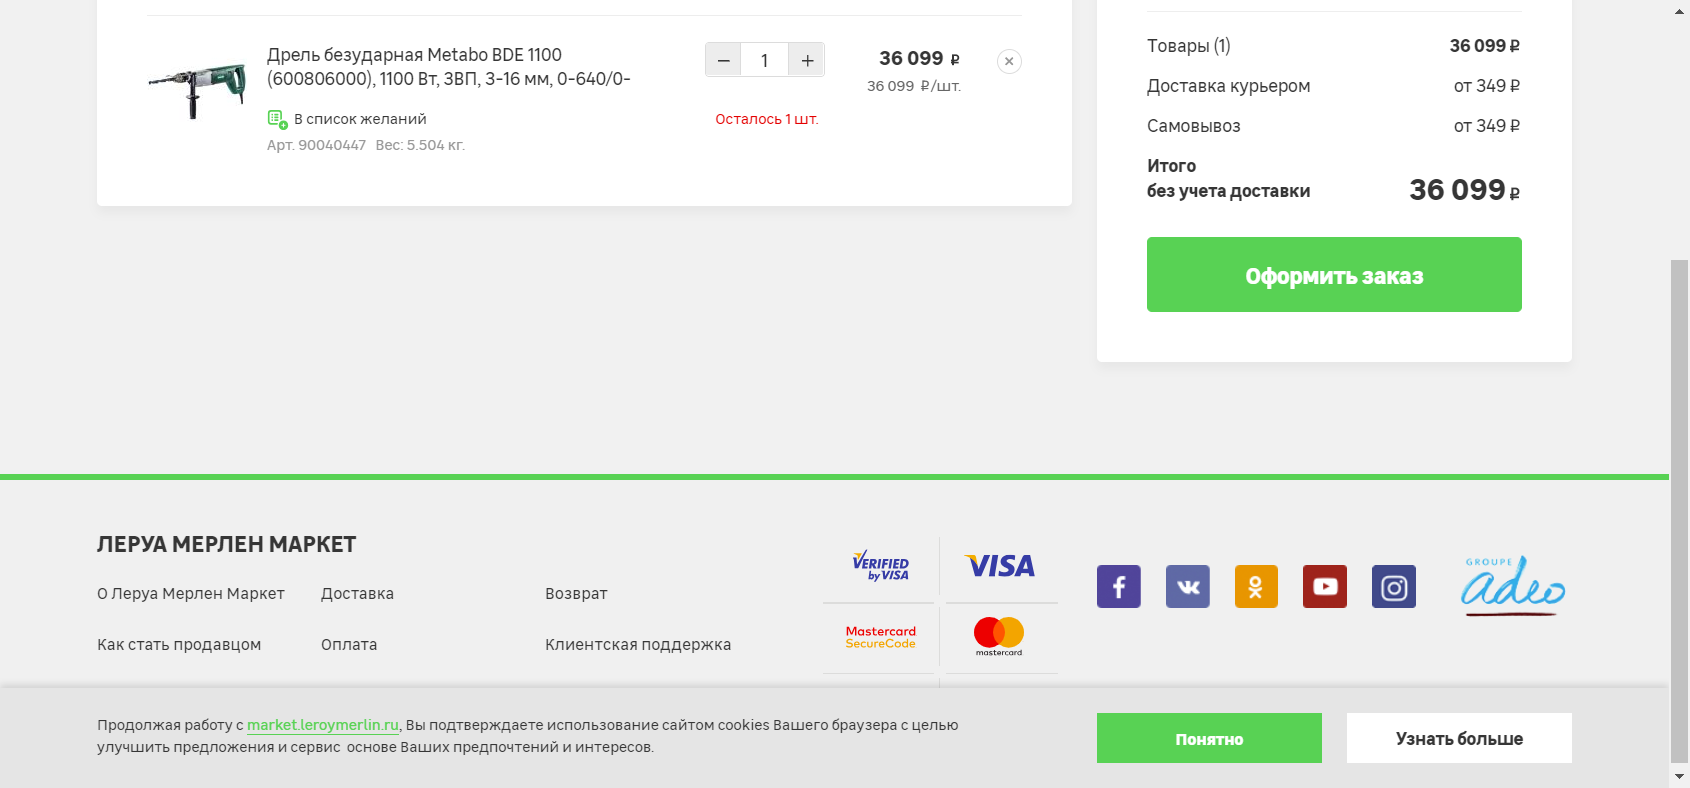 Дрель безударная Metabo BDE 1100
(600806000), 1100 Вт, ЗВП, 3-16 мм, 0-640/0-
В список желаний
Арт. 90040447 Вес: 5.504 кг.
− 1 +
Осталось 1 шт.
36 099 ₽
36 099 ₽/шт.
Товары (1) 36 099 ₽
Доставка курьером от 349 ₽
Самовывоз от 349 ₽
Итого
без учета доставки 36 099 ₽
Оформить заказ
ЛЕРУА МЕРЛЕН МАРКЕТ
О Леруа Мерлен Маркет Доставка Возврат
Как стать продавцом Оплата Клиентская поддержка
VERIFIED
by VISA
VISA
Mastercard
SecureCode
mastercard
GROUPE
adeo
Продолжая работу с market.leroymerlin.ru, Вы подтверждаете использование сайтом cookies Вашего браузера с целью
улучшить предложения и сервис основе Ваших предпочтений и интересов.
Понятно
Узнать больше